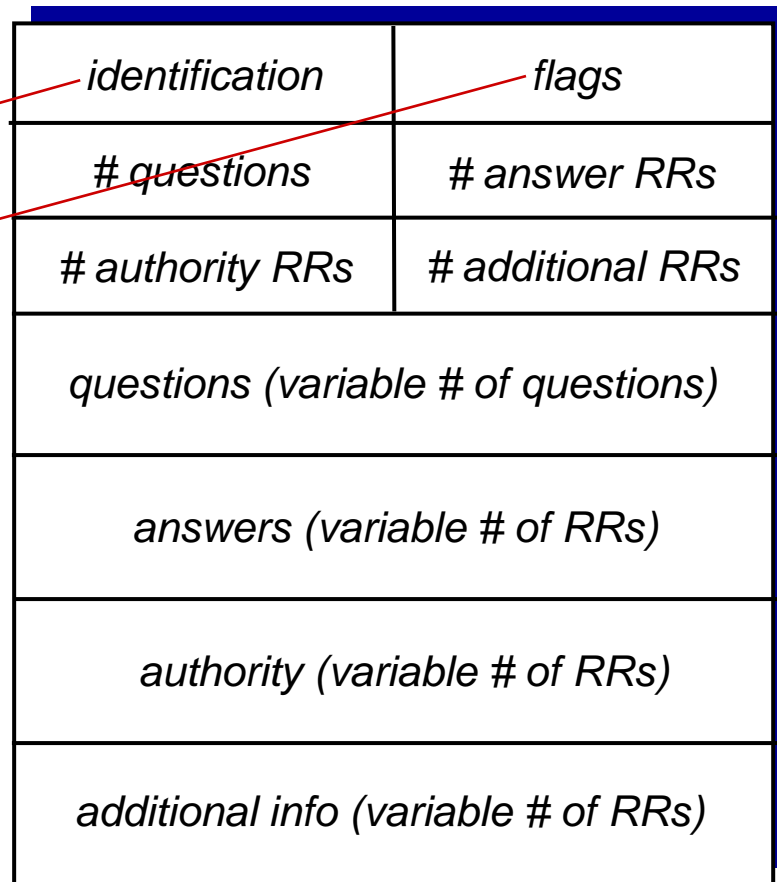 identification
flags
# questions
# answer RRs
# authority RRs
# additional RRs
questions (variable # of questions)
answers (variable # of RRs)
authority (variable # of RRs)
additional info (variable # of RRs)